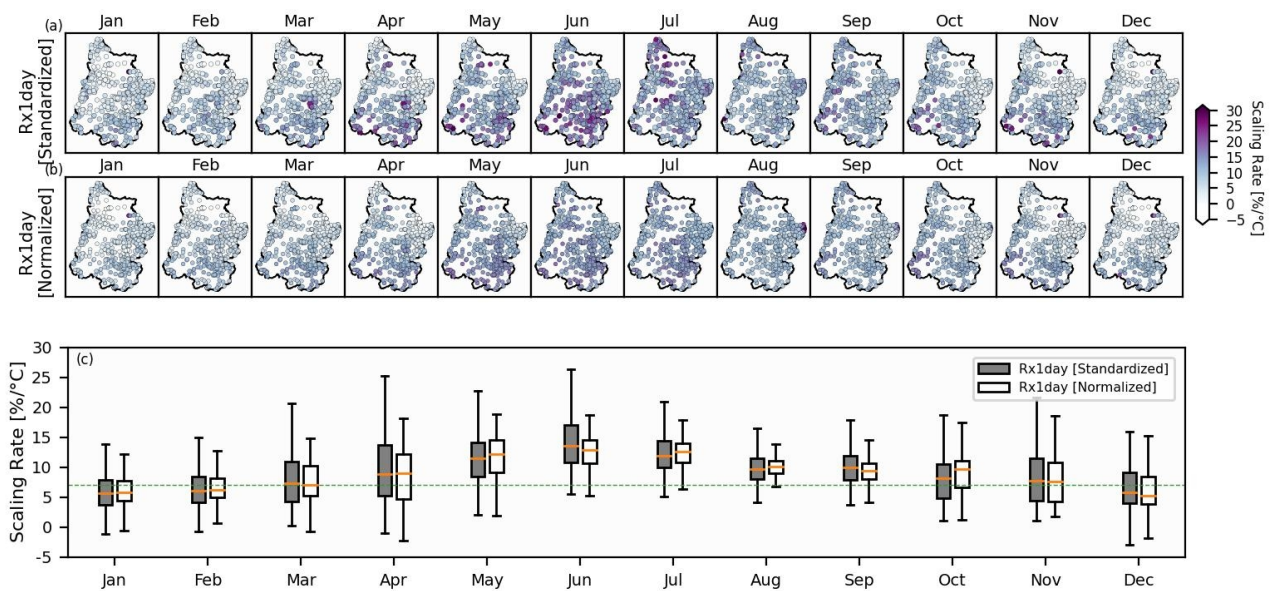 (a)
Jan Feb Mar Apr May Jun Jul Aug Sep Oct Nov Dec
Rx1day
[Standardized]
(b)
Jan Feb Mar Apr May Jun Jul Aug Sep Oct Nov Dec
Rx1day
[Normalized]
30
25
20
15
10
5
0
−5
Scaling Rate [%/°C]
(c)
Rx1day [Standardized]
Rx1day [Normalized]
Scaling Rate [%/°C]
30
25
20
15
10
5
0
-5
Jan Feb Mar Apr May Jun Jul Aug Sep Oct Nov Dec